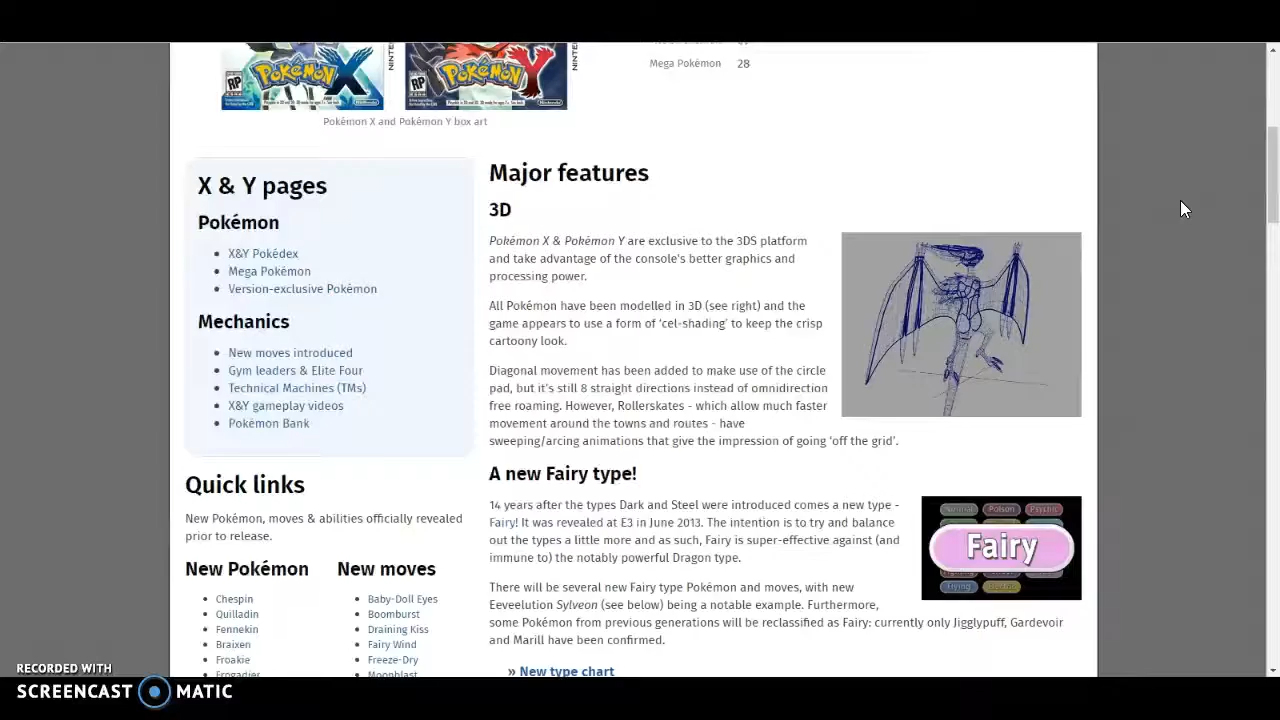 RP
POKéMON X
Nintendo
RP
POKéMON Y
Nintendo
Mega Pokémon 28
Pokémon X and Pokémon Y box art
X & Y pages
Pokémon
• X&Y Pokédex
• Mega Pokémon
• Version-exclusive Pokémon
Mechanics
• New moves introduced
• Gym leaders & Elite Four
• Technical Machines (TMs)
• X&Y gameplay videos
• Pokémon Bank
Quick links
New Pokémon, moves & abilities officially revealed
prior to release.
New Pokémon
• Chespin
• Quilladin
• Fennekin
• Braixen
• Froakie
• Frogadier
New moves
• Baby-Doll Eyes
• Boomburst
• Draining Kiss
• Fairy Wind
• Freeze-Dry
• Moonblast
Major features
3D
Pokémon X & Pokémon Y are exclusive to the 3DS platform
and take advantage of the console's better graphics and
processing power.
All Pokémon have been modelled in 3D (see right) and the
game appears to use a form of ‘cel-shading’ to keep the crisp
cartoony look.
Diagonal movement has been added to make use of the circle
pad, but it's still 8 straight directions instead of omnidirection
free roaming. However, Rollerskates - which allow much faster
movement around the towns and routes - have
sweeping/arcing animations that give the impression of going ‘off the grid’.
A new Fairy type!
14 years after the types Dark and Steel were introduced comes a new type -
Fairy! It was revealed at E3 in June 2013. The intention is to try and balance
out the types a little more and as such, Fairy is super-effective against (and
immune to) the notably powerful Dragon type.
Normal Poison Psychic
Fairy
Flying
There will be several new Fairy type Pokémon and moves, with new
Eeveelution Sylveon (see below) being a notable example. Furthermore,
some Pokémon from previous generations will be reclassified as Fairy: currently only Jigglypuff, Gardevoir
and Marill have been confirmed.
» New type chart
RECORDED WITH
SCREENCAST MATIC